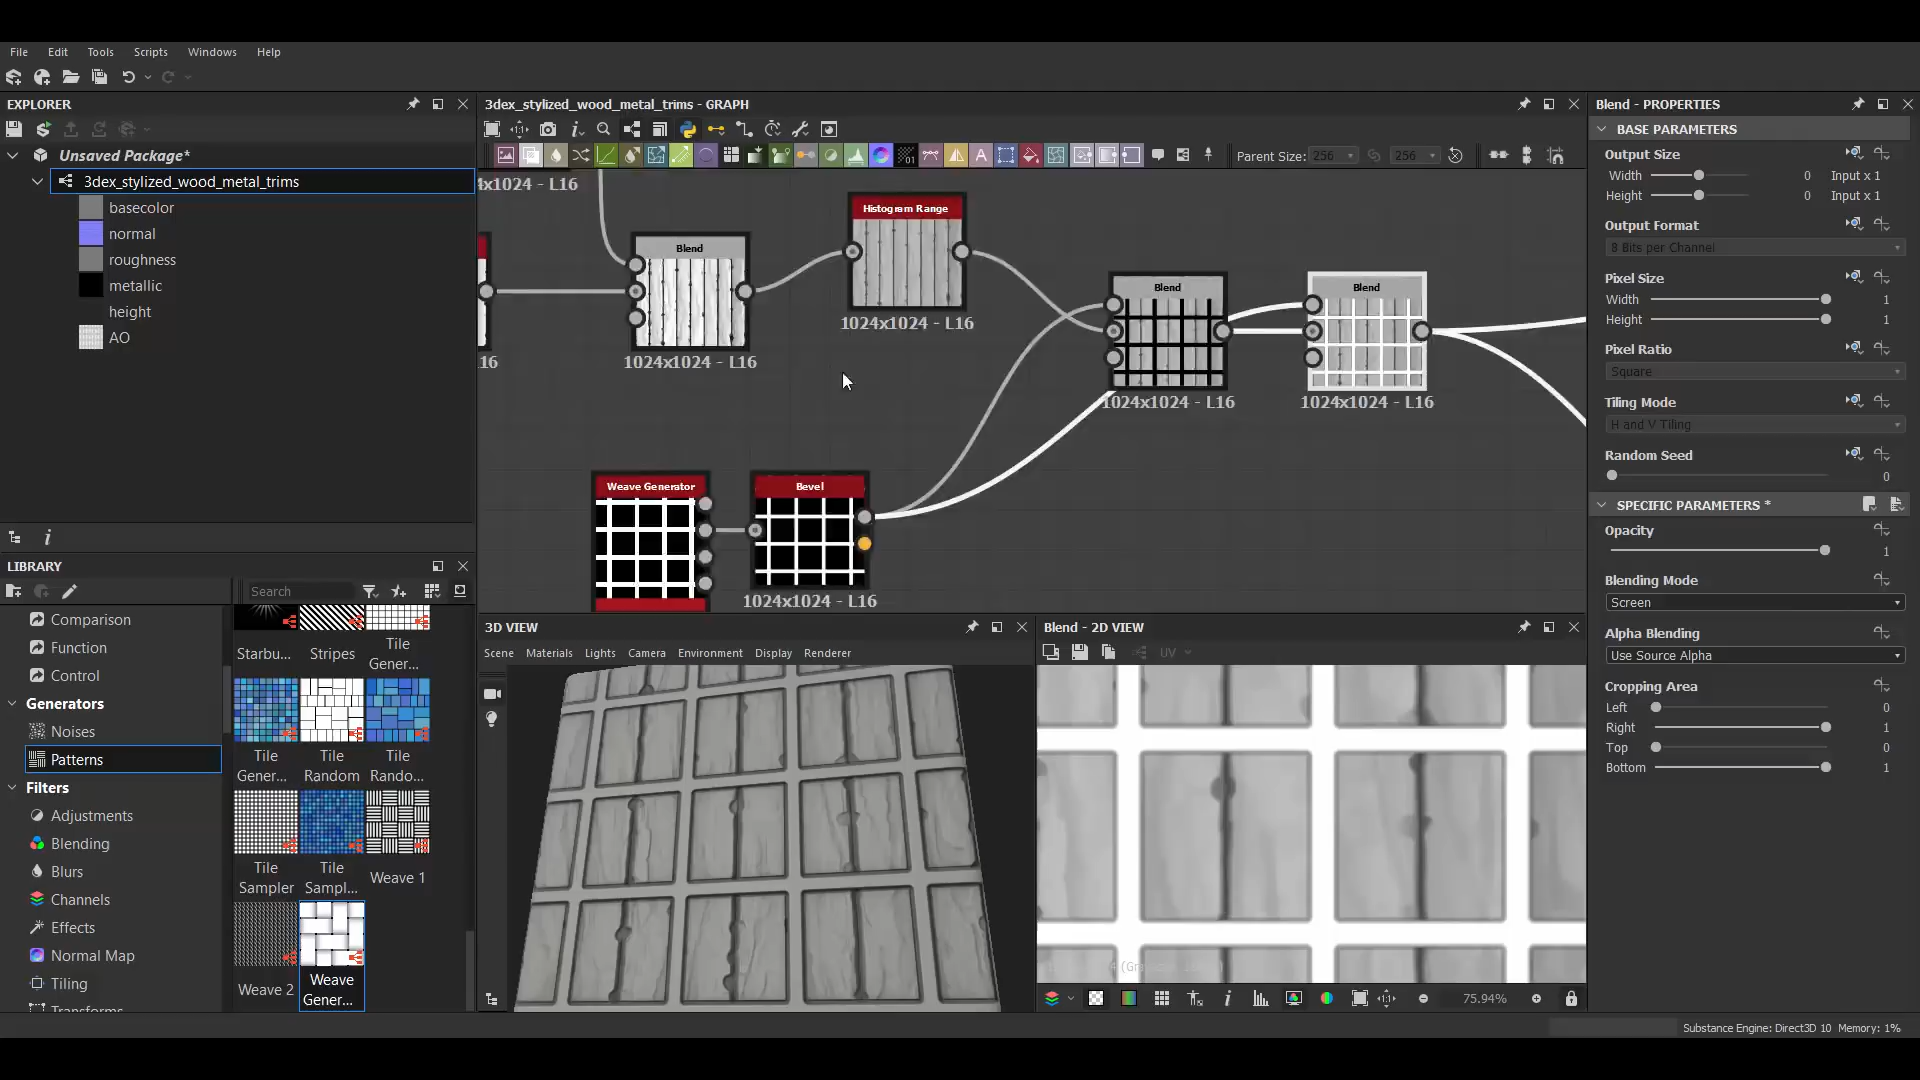 File Edit Tools Scripts Windows Help
EXPLORER
Unsaved Package*
3dex_stylized_wood_metal_trims
basecolor
normal
roughness
metallic
height
AO
LIBRARY
Search
Comparison
Function
Control
Generators
Noises
Patterns
Filters
Adjustments
Blending
Blurs
Channels
Effects
Normal Map
Tiling
Transforms
Starbu...
Stripes
Tile
Gener...
Tile
Gener...
Tile
Random
Tile
Rando...
Tile
Sampler
Tile
Sampl...
Weave 1
Weave 2
Weave
Gener...
3dex_stylized_wood_metal_trims - GRAPH
Parent Size: 256 256
4x1024 - L16
16
Blend
1024x1024 - L16
Histogram Range
1024x1024 - L16
Blend
1024x1024 - L16
Blend
1024x1024 - L16
Weave Generator
Bevel
1024x1024 - L16
3D VIEW
Scene Materials Lights Camera Environment Display Renderer
Blend - 2D VIEW
UV
75.94%
Blend - PROPERTIES
BASE PARAMETERS
Output Size
Width 0 Input x 1
Height 0 Input x 1
Output Format
8 Bits per Channel
Pixel Size
Width 1
Height 1
Pixel Ratio
Square
Tiling Mode
H and V Tiling
Random Seed
0
SPECIFIC PARAMETERS *
Opacity
1
Blending Mode
Screen
Alpha Blending
Use Source Alpha
Cropping Area
Left 0
Right 1
Top 0
Bottom 1
Substance Engine: Direct3D 10 Memory: 1%